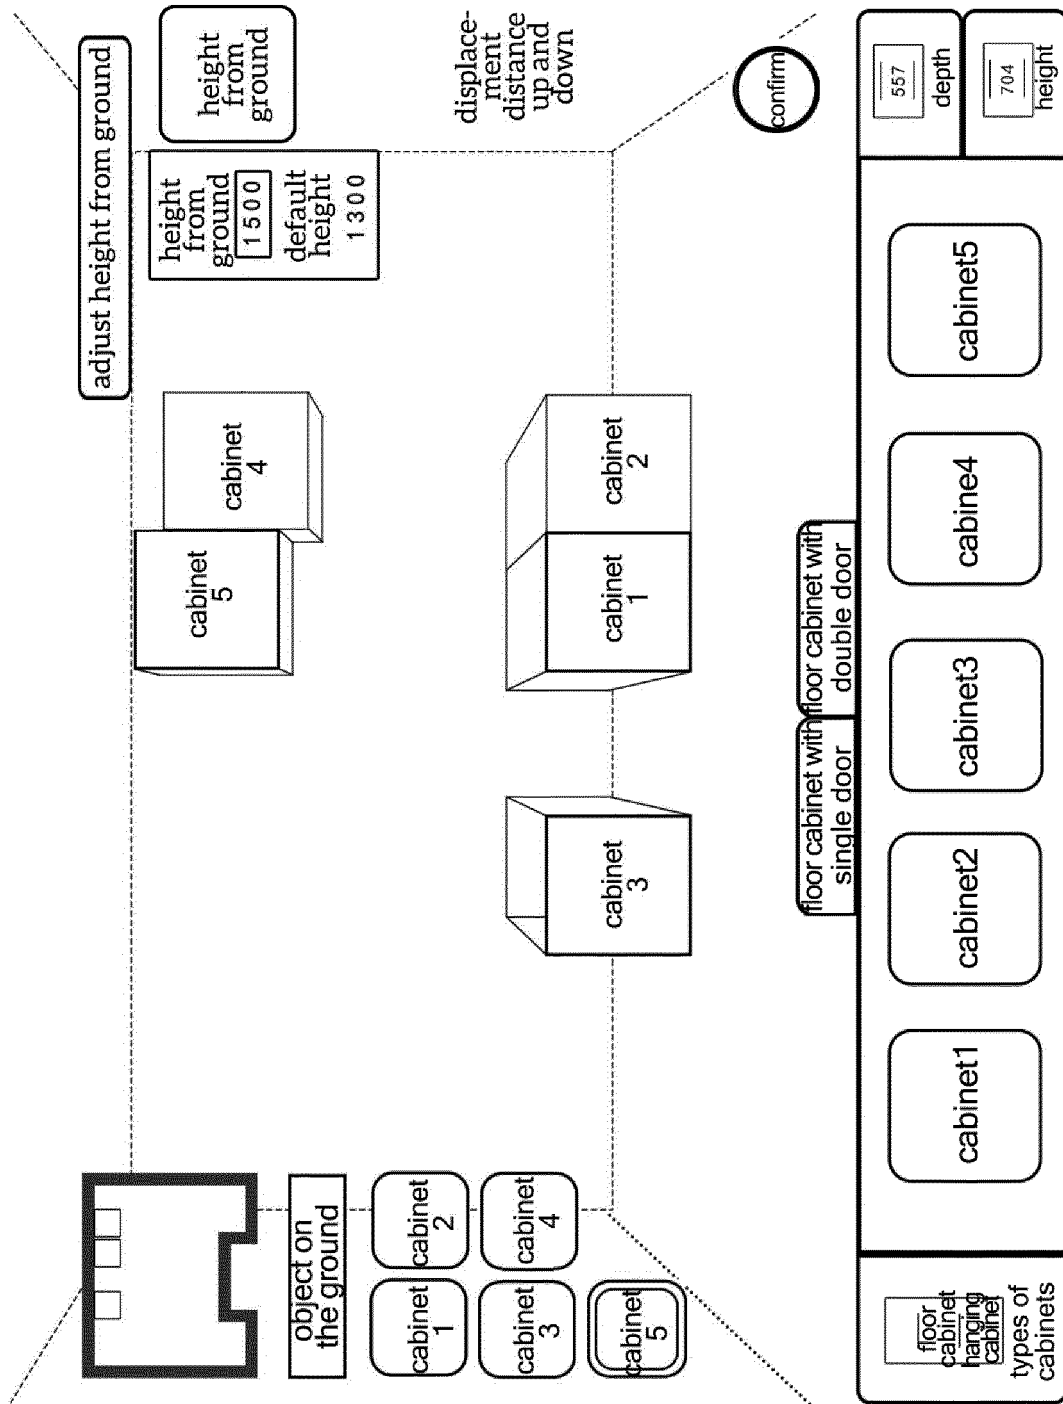 adjust height from ground
object on
the ground
cabinet
1
cabinet
2
cabinet
3
cabinet
4
cabinet
5
cabinet
5
cabinet
4
height
from
ground
1500
default
height
1300
height
from
ground
displace-
ment
distance
up and
down
cabinet
3
cabinet
1
cabinet
2
confirm
floor cabinet with
single door
floor cabinet with
double door
floor
cabinet
hanging
cabinet
types of
cabinets
cabinet1
cabinet2
cabinet3
cabine4
cabinet5
557
depth
704
height